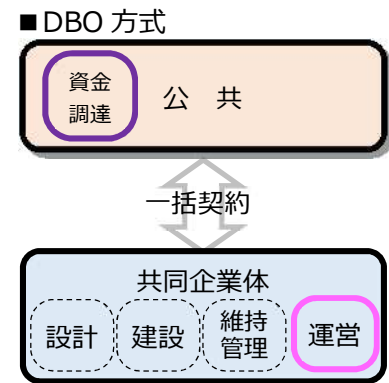 ■DBO 方式
資金
調達
公 共
一括契約
共同企業体
設計
建設
維持
管理
運営